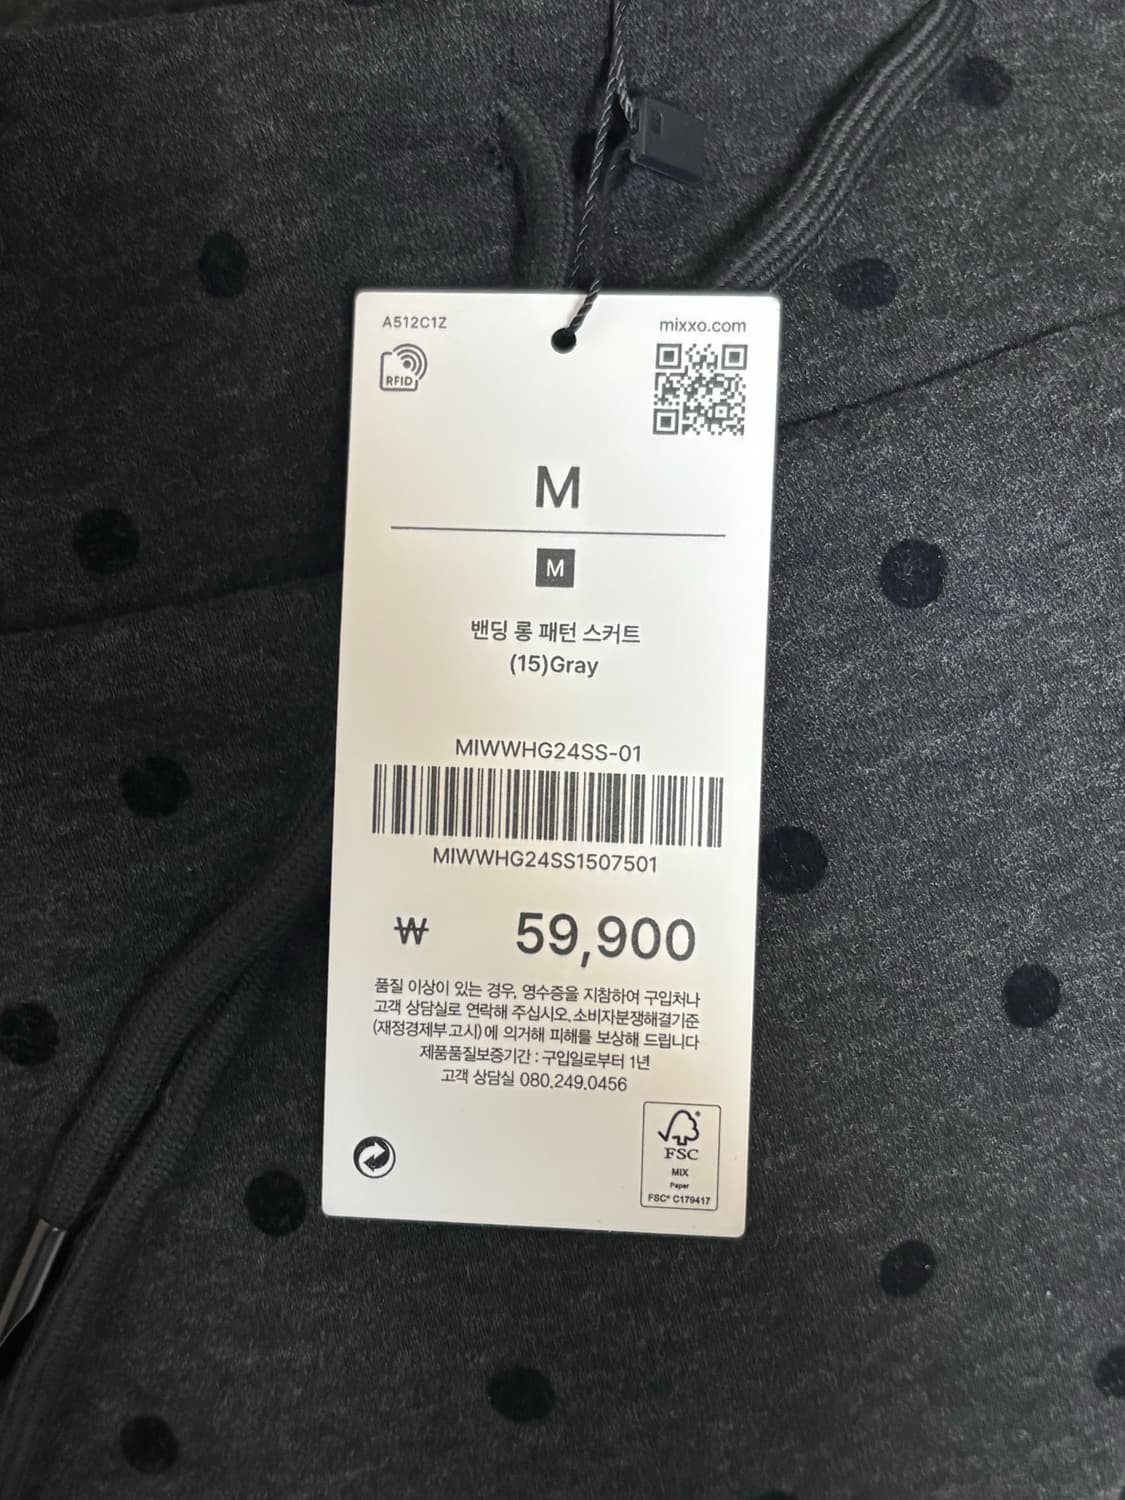 A512C1Z
mixxo.com
RFID
M
M
밴딩 롱 패턴 스커트
(15)Gray
MIWWHG24SS-01
MIWWHG24SS1507501
₩ 59,900
품질 이상이 있는 경우, 영수증을 지참하여 구입처나
고객 상담실로 연락해 주십시오. 소비자분쟁해결기준
(재정경제부 고시)에 의거해 피해를 보상해 드립니다
제품품질보증기간 : 구입일로부터 1년
고객 상담실 080.249.0456
FSC
MIX
Paper
FSC® C179417